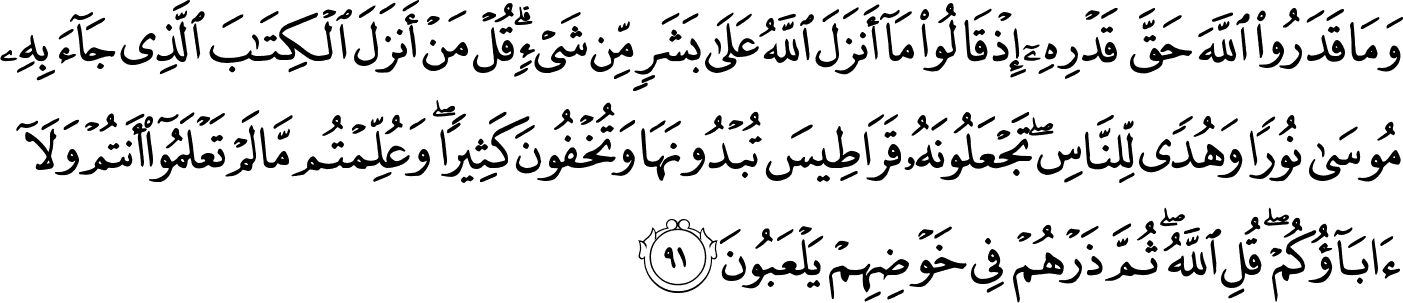 وَمَا قَدَرُوا۟ ٱللَّهَ حَقَّ قَدْرِهِۦٓ إِذْ قَالُوا۟ مَآ أَنزَلَ ٱللَّهُ عَلَىٰ بَشَرٍ مِّن شَىْءٍ ۗ قُلْ مَنْ أَنزَلَ ٱلْكِتَـٰبَ ٱلَّذِى جَآءَ بِهِۦ
مُوسَىٰ نُورًا وَهُدًى لِّلنَّاسِ ۖ تَجْعَلُونَهُۥ قَرَاطِيسَ تُبْدُونَهَا وَتُخْفُونَ كَثِيرًا ۖ وَعُلِّمْتُم مَّا لَمْ تَعْلَمُوٓا۟ أَنتُمْ وَلَآ
ءَابَآؤُكُمْ ۖ قُلِ ٱللَّهُ ۖ ثُمَّ ذَرْهُمْ فِى خَوْضِهِمْ يَلْعَبُونَ ٩١